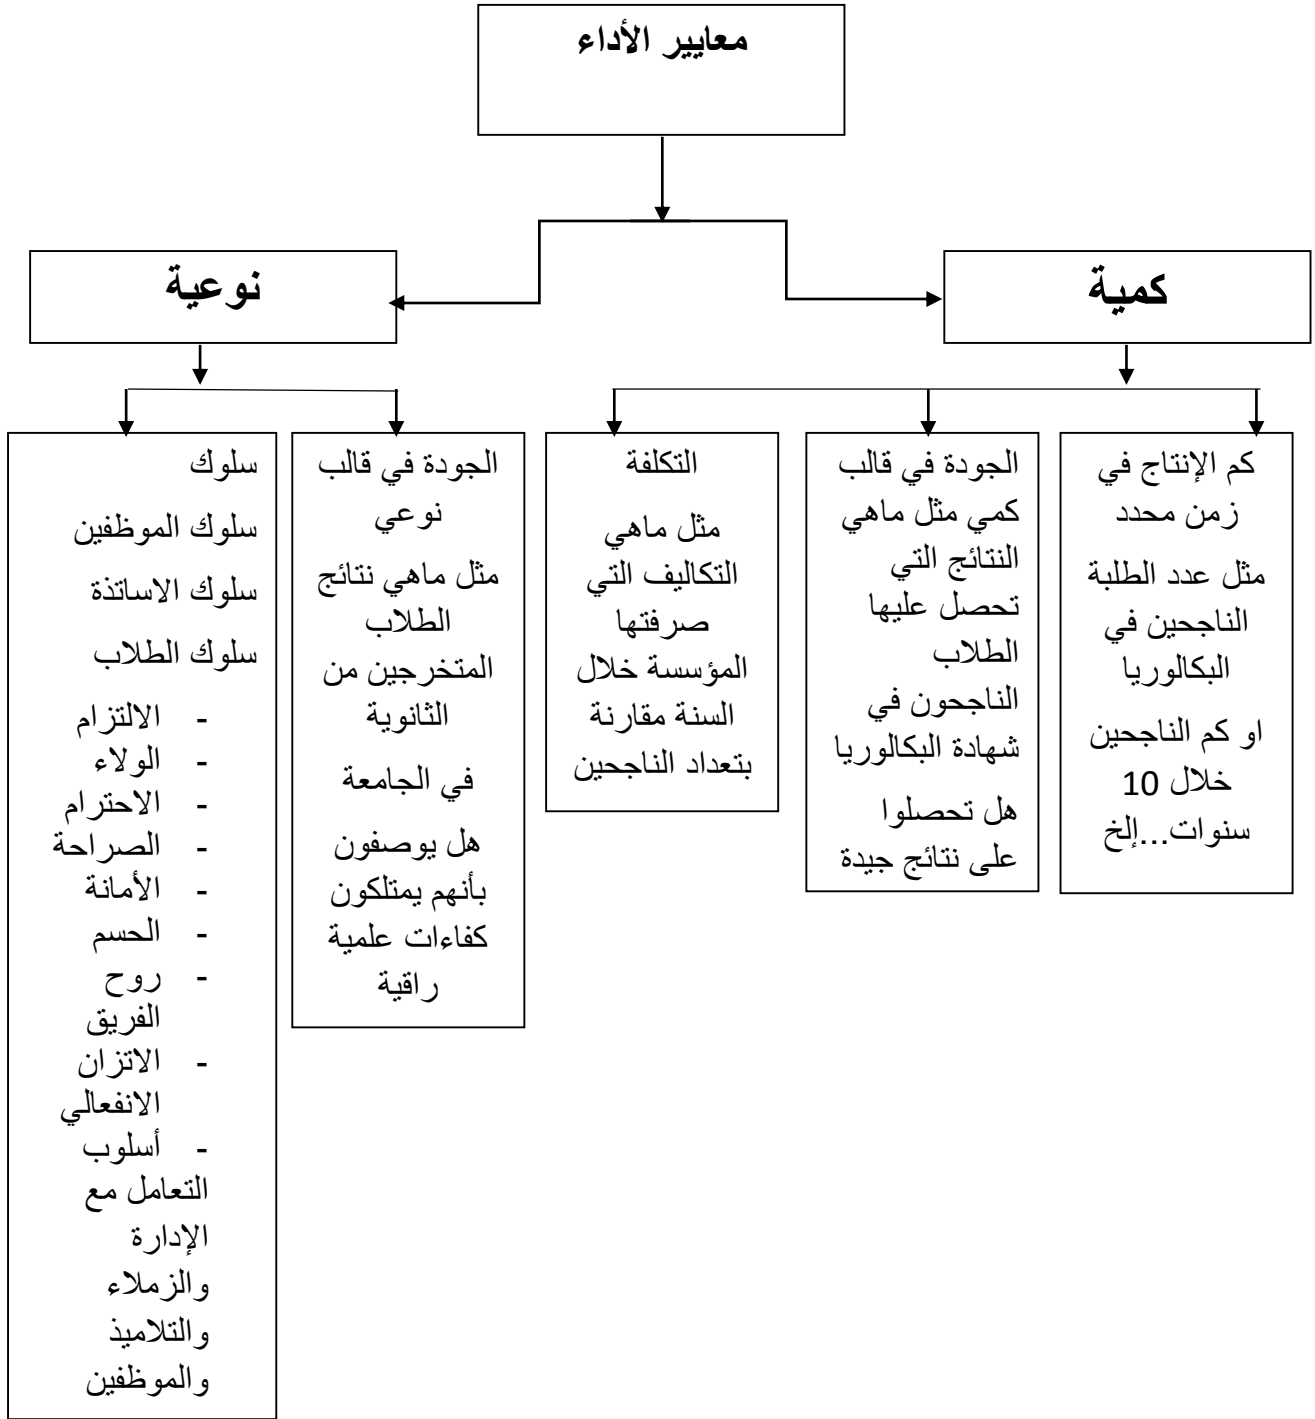 معايير الأداء
كمية
نوعية
كم الإنتاج في
زمن محدد
مثل عدد الطلبة
الناجحين في
البكالوريا
او كم الناجحين
خلال 10
سنوات...إلخ
الجودة في قالب
كمي مثل ماهي
النتائج التي
تحصل عليها
الطلاب
الناجحون في
شهادة البكالوريا
هل تحصلوا
على نتائج جيدة
التكلفة
مثل ماهي
التكاليف التي
صرفتها
المؤسسة خلال
السنة مقارنة
بتعداد الناجحين
الجودة في قالب
نوعي
مثل ماهي نتائج
الطلاب
المتخرجين من
الثانوية
في الجامعة
هل يوصفون
بأنهم يمتلكون
كفاءات علمية
راقية
سلوك
سلوك الموظفين
سلوك الاساتذة
سلوك الطلاب
- الالتزام
- الولاء
- الاحترام
- الصراحة
- الأمانة
- الحسم
- روح
الفريق
- الاتزان
الانفعالي
- أسلوب
التعامل مع
الإدارة
والزملاء
والتلاميذ
والموظفين